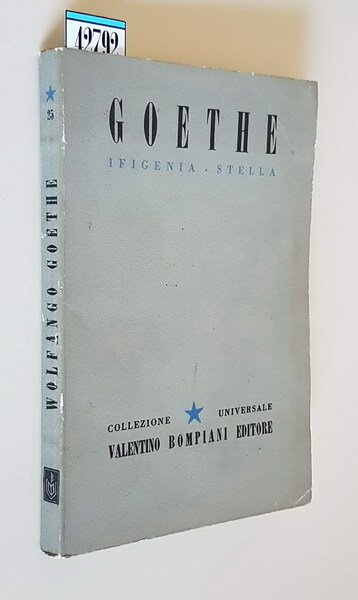 42792
GOETHE
IFIGENIA - STELLA
COLLEZIONE ★ UNIVERSALE
VALENTINO BOMPIANI EDITORE
★
25
WOLFANGO GOETHE